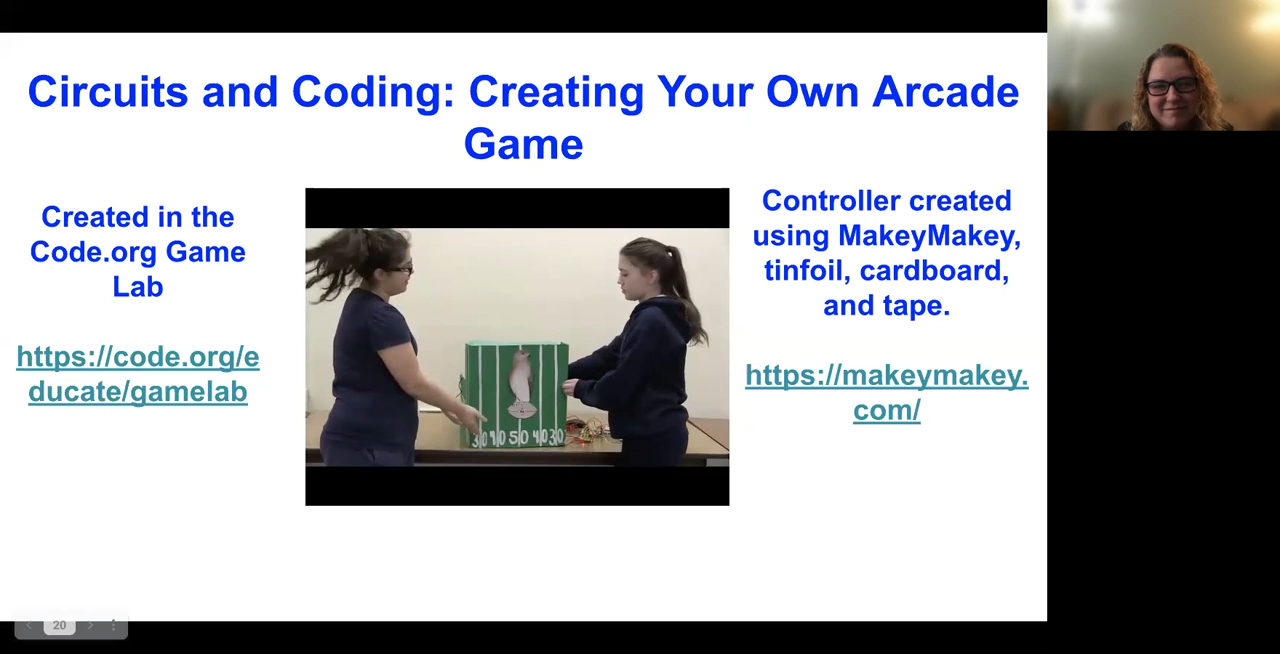 Circuits and Coding: Creating Your Own Arcade
Game
Created in the
Code.org Game
Lab
https://code.org/e
ducate/gamelab
30 40 50 40 30
Controller created
using MakeyMakey,
tinfoil, cardboard,
and tape.
https://makeymakey.
com/
20